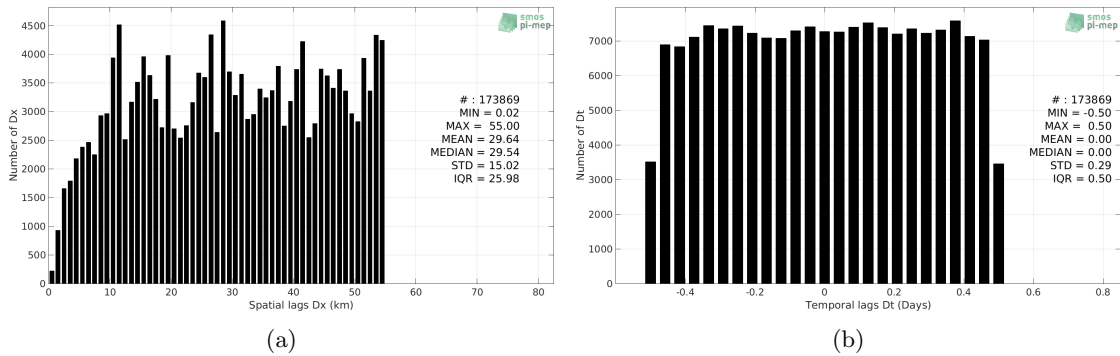 4500
4000
3500
3000
2500
2000
1500
1000
500
0
Number of Dx
0 10 20 30 40 50 60 70 80
Spatial lags Dx (km)
smos
pi-mep
# : 173869
MIN = 0.02
MAX = 55.00
MEAN = 29.64
MEDIAN = 29.54
STD = 15.02
IQR = 25.98
(a)
7000
6000
5000
4000
3000
2000
1000
0
Number of Dt
-0.4 -0.2 0 0.2 0.4 0.6 0.8
Temporal lags Dt (Days)
smos
pi-mep
# : 173869
MIN = -0.50
MAX = 0.50
MEAN = 0.00
MEDIAN = 0.00
STD = 0.29
IQR = 0.50
(b)